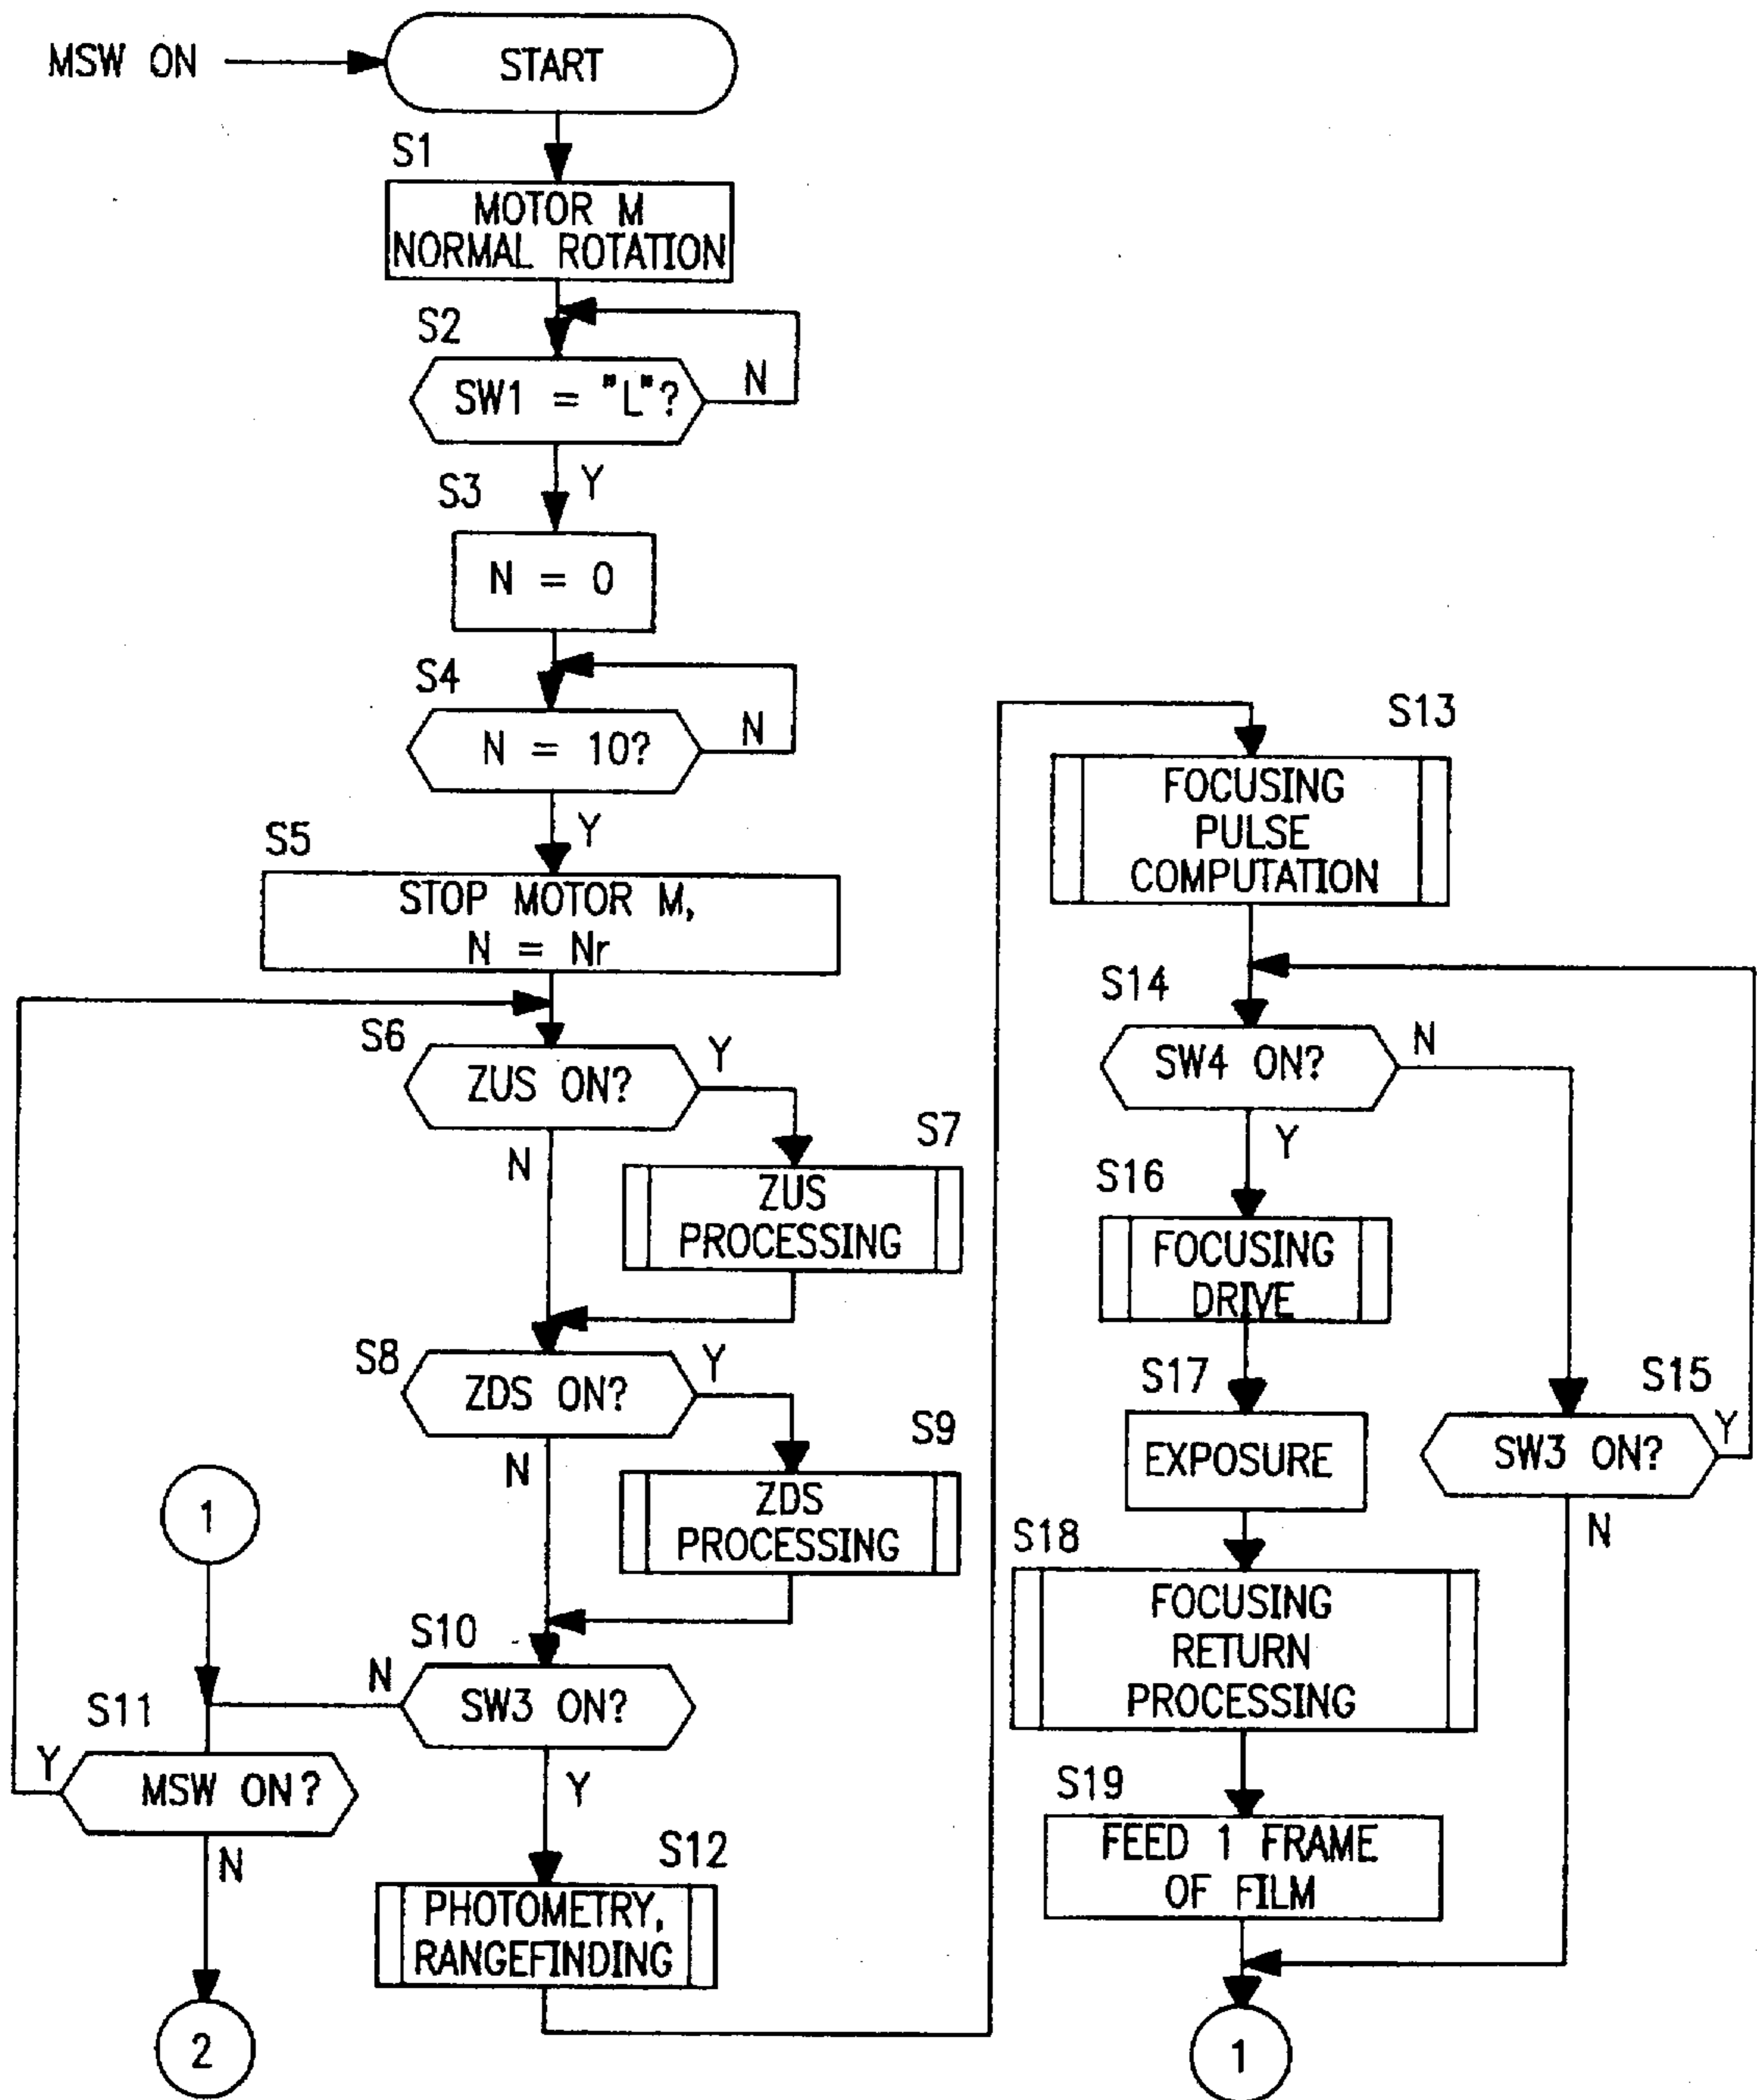 MSW ON
START
S1
MOTOR M
NORMAL ROTATION
S2
SW1 = "L"?
N
Y
S3
N = 0
S4
N = 10?
N
Y
S5
STOP MOTOR M,
N = Nr
S6
ZUS ON?
Y
N
S7
ZUS
PROCESSING
S8
ZDS ON?
Y
N
S9
ZDS
PROCESSING
1
S10
SW3 ON?
N
Y
S11
MSW ON?
Y
N
2
S12
PHOTOMETRY,
RANGEFINDING
S13
FOCUSING
PULSE
COMPUTATION
S14
SW4 ON?
N
Y
S15
SW3 ON?
Y
N
S16
FOCUSING
DRIVE
S17
EXPOSURE
S18
FOCUSING
RETURN
PROCESSING
S19
FEED 1 FRAME
OF FILM
1